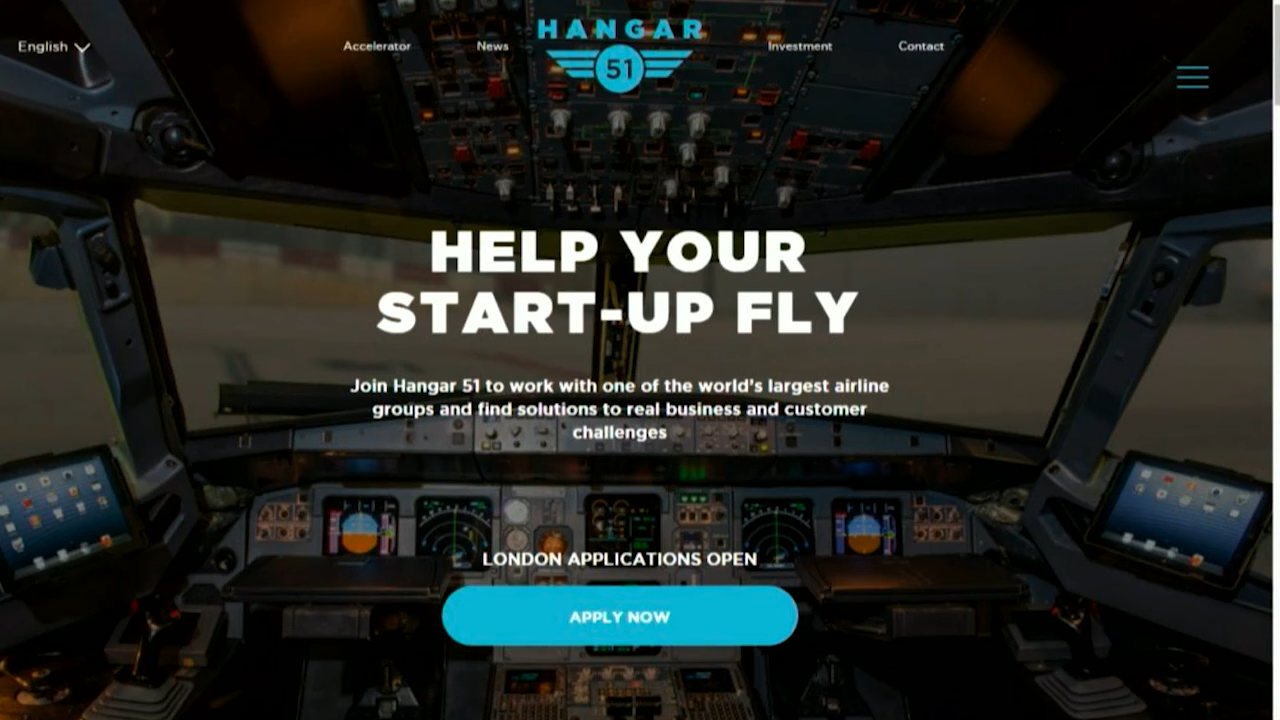 HANGAR
English
Accelerator
News
51
Investment
Contact
HELP YOUR
START-UP FLY
Join Hangar 51 to work with one of the world's largest airline
groups and find solutions to real business and customer
challenges
LONDON APPLICATIONS OPEN
APPLY NOW